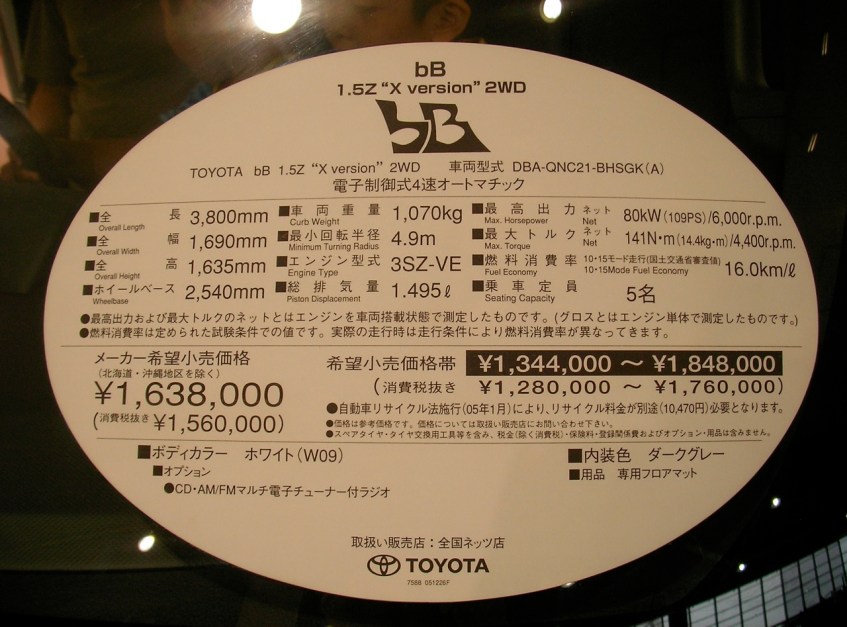 bB
1.5Z “X version” 2WD
bB
TOYOTA bB 1.5Z “X version” 2WD 車両型式 DBA-QNC21-BHSGK(A)
電子制御式4速オートマチック
■全長 3,800mm ■車両重量 1,070kg ■最高出力 ネット 80kW(109PS)/6,000r.p.m.
Overall Length Curb Weight Max. Horsepower Net
■全幅 1,690mm ■最小回転半径 4.9m ■最大トルク ネット 141N・m(14.4kg・m)/4,400r.p.m.
Overall Width Minimum Turning Radius Max. Torque Net
■全高 1,635mm ■エンジン型式 3SZ-VE ■燃料消費率 10・15モード走行(国土交通省審査値) 16.0km/ℓ
Overall Height Engine Type Fuel Economy 10・15Mode Fuel Economy
■ホイールベース 2,540mm ■総排気量 1.495ℓ ■乗車定員 5名
Wheelbase Piston Displacement Seating Capacity
●最高出力および最大トルクのネットとはエンジンを車両搭載状態で測定したものです。(グロスとはエンジン単体で測定したものです。)
●燃料消費率は定められた試験条件での値です。実際の走行時は走行条件により燃料消費率が異なってきます。
メーカー希望小売価格
(北海道・沖縄地区を除く)
¥1,638,000
(消費税抜き ¥1,560,000)
希望小売価格帯 ¥1,344,000 〜 ¥1,848,000
(消費税抜き ¥1,280,000 〜 ¥1,760,000)
●自動車リサイクル法施行(05年1月)により、リサイクル料金が別途(10,470円)必要となります。
●価格は参考価格です。価格については取扱い販売店にお問い合わせ下さい。
●スペアタイヤ・タイヤ交換用工具等を含み、税金(除く消費税)・保険料・登録関係費およびオプション・用品は含みません。
■ボディカラー ホワイト(W09)
■オプション
●CD・AM/FMマルチ電子チューナー付ラジオ
■内装色 ダークグレー
■用品 専用フロアマット
取扱い販売店:全国ネッツ店
TOYOTA
7588 051226F